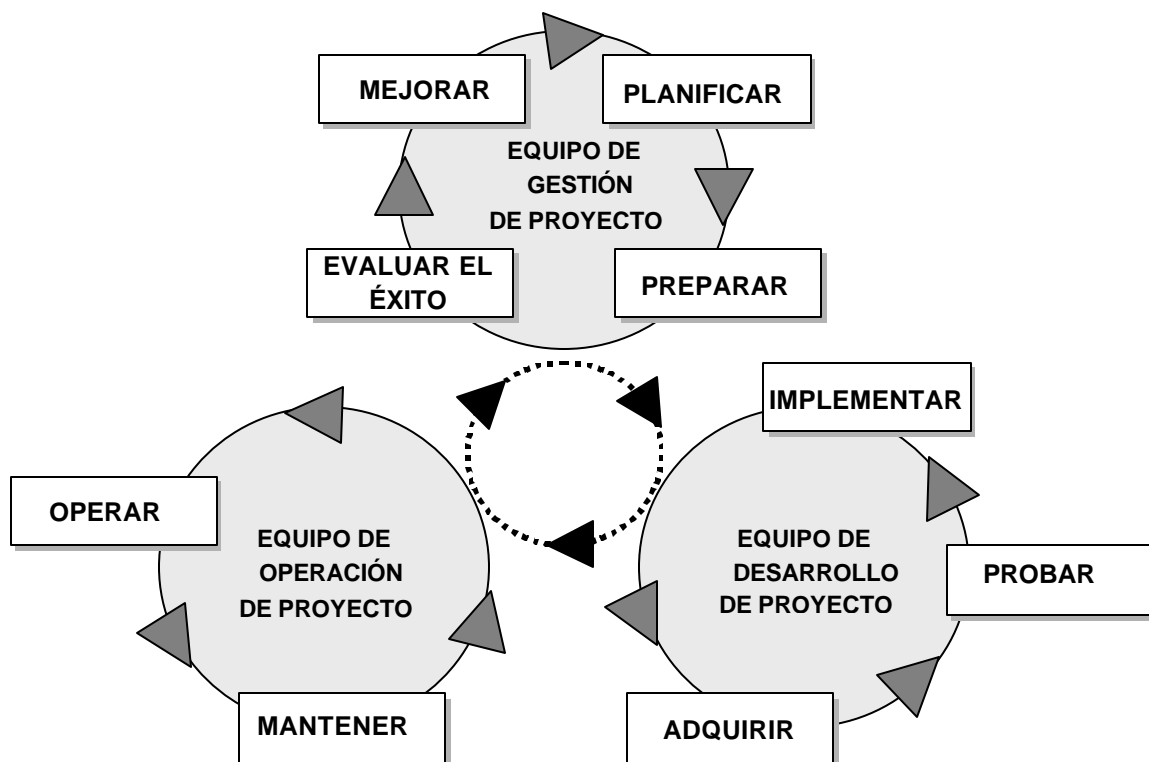 MEJORAR
PLANIFICAR
EQUIPO DE
GESTIÓN
DE PROYECTO
EVALUAR EL
ÉXITO
PREPARAR
IMPLEMENTAR
OPERAR
EQUIPO DE
OPERACIÓN
DE PROYECTO
MANTENER
EQUIPO DE
DESARROLLO
DE PROYECTO
PROBAR
ADQUIRIR